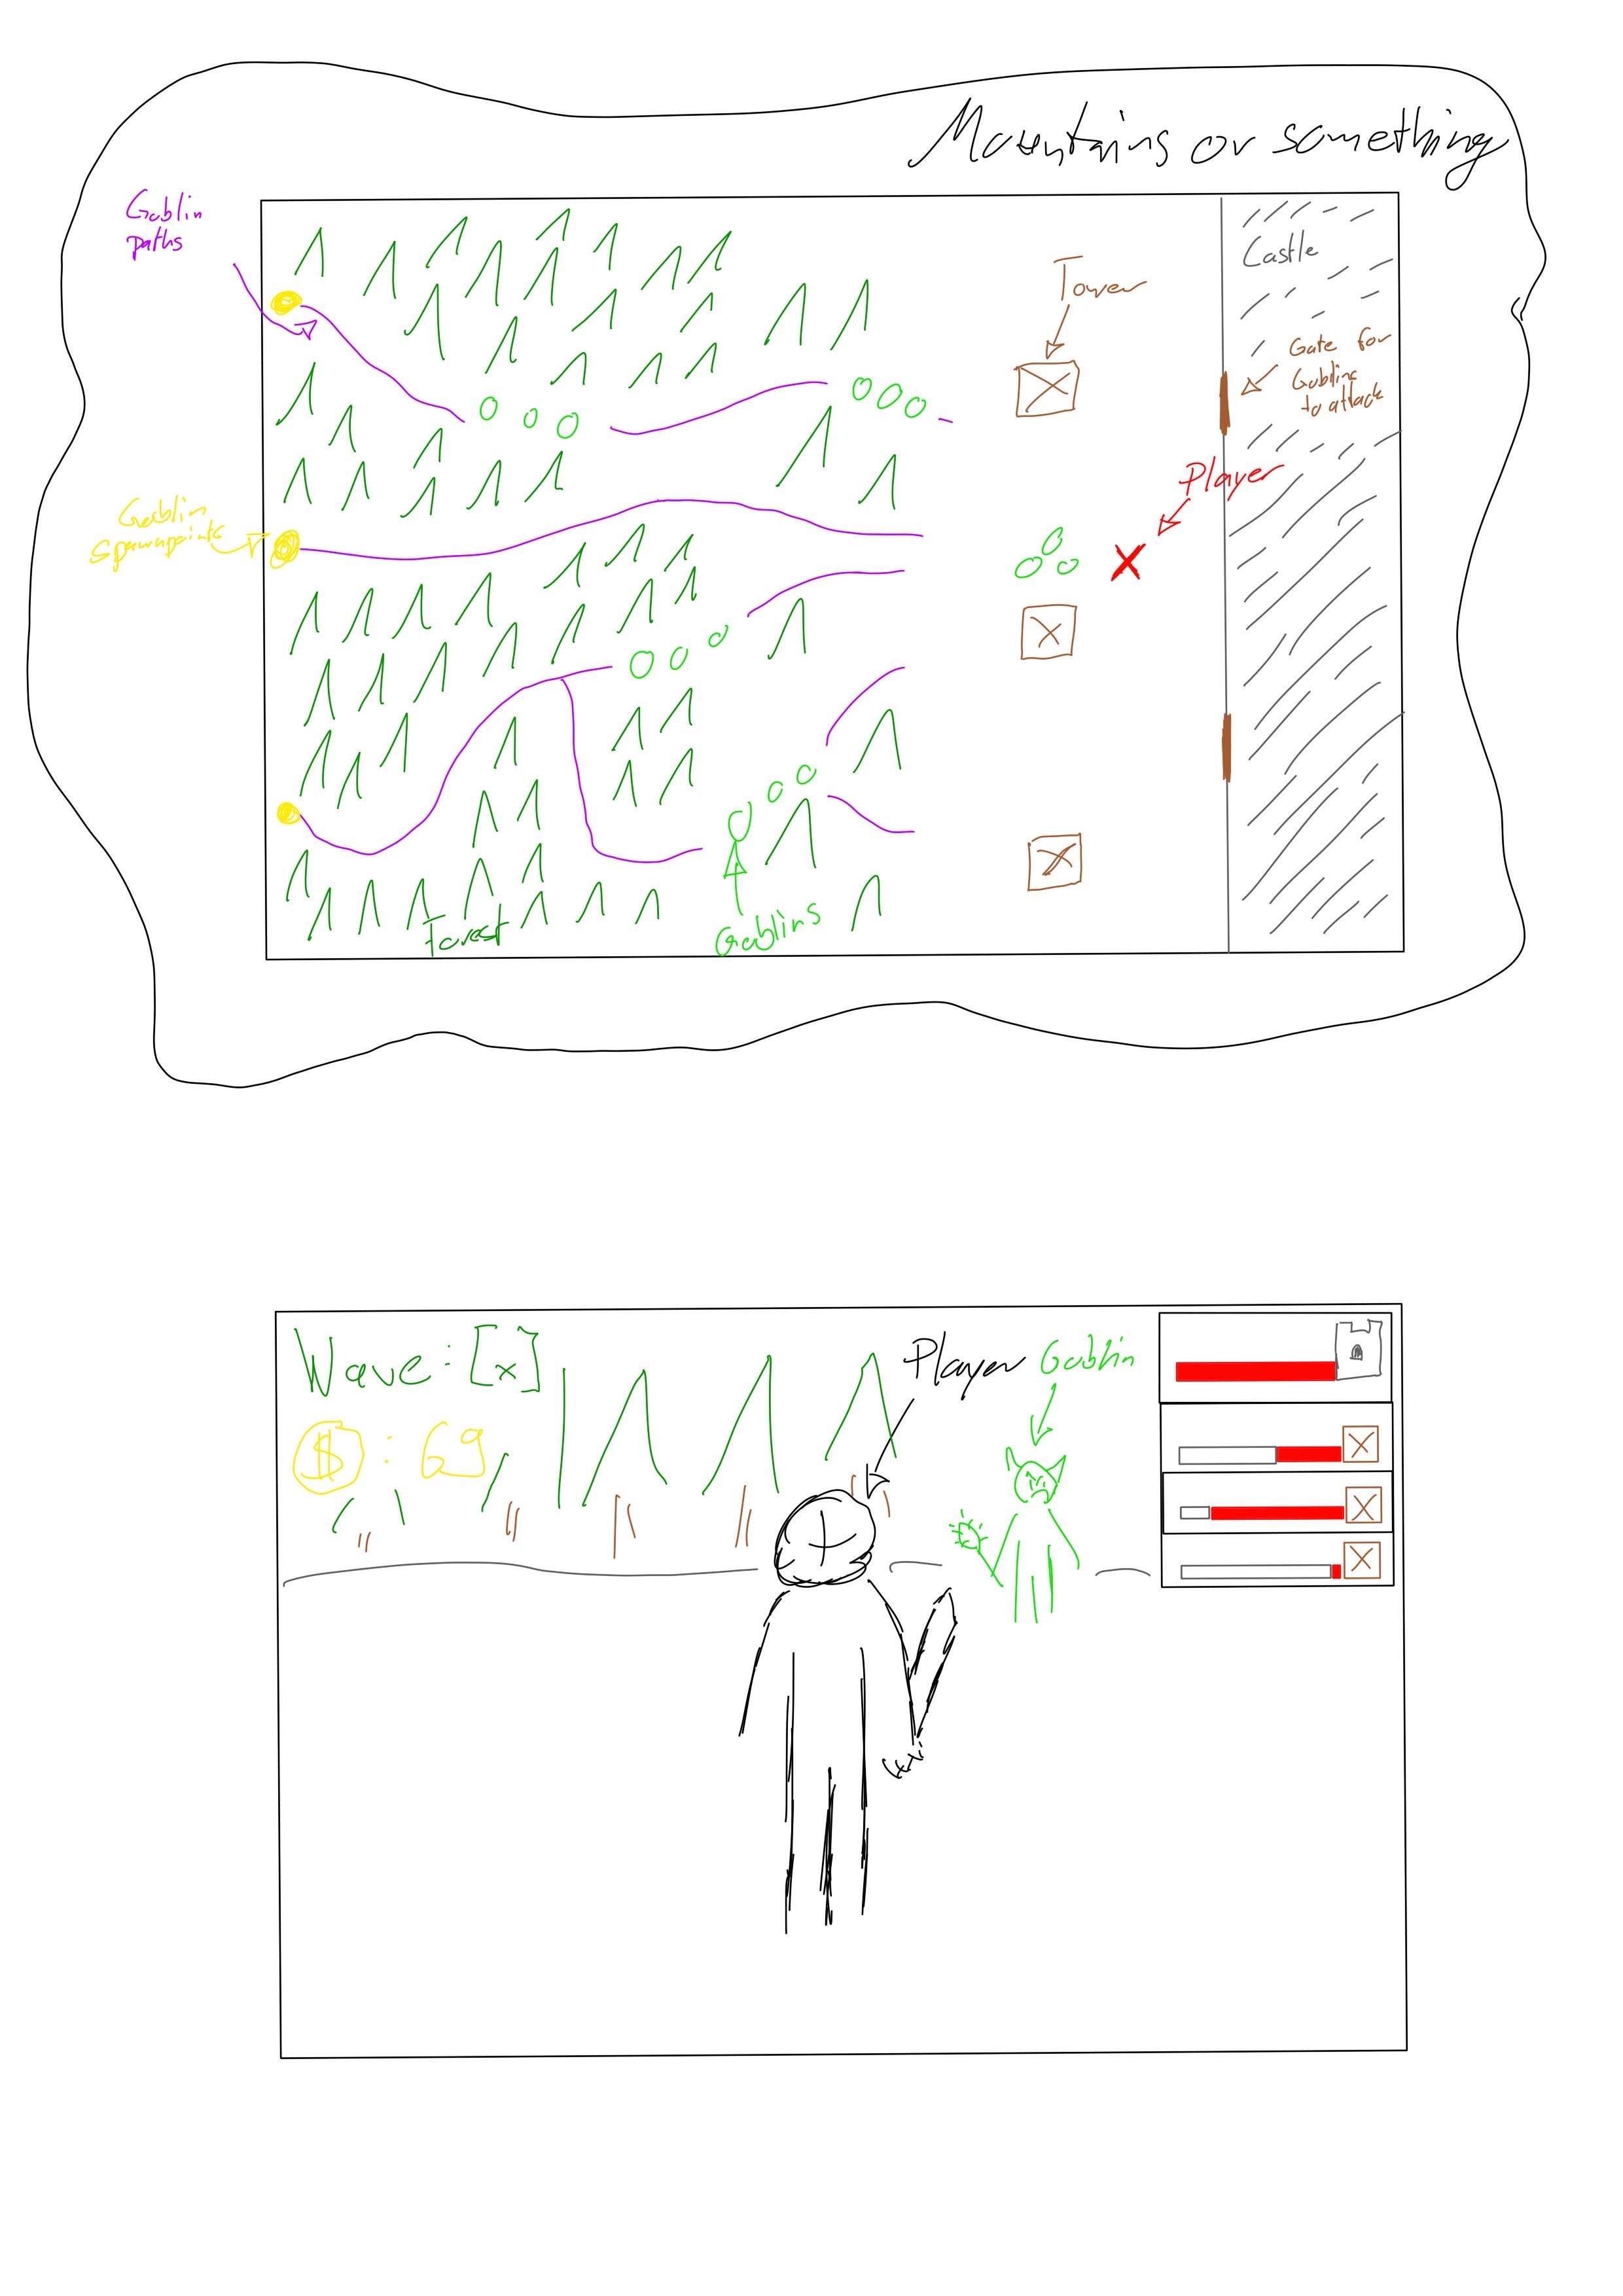 Mountains or something
Goblin
paths
Castle
Tower
Gate for
Goblins
to attack
Player
Goblin
Spawnpoints
Forest
Goblins
Wave: [x]
$ : 69
Player
Goblin